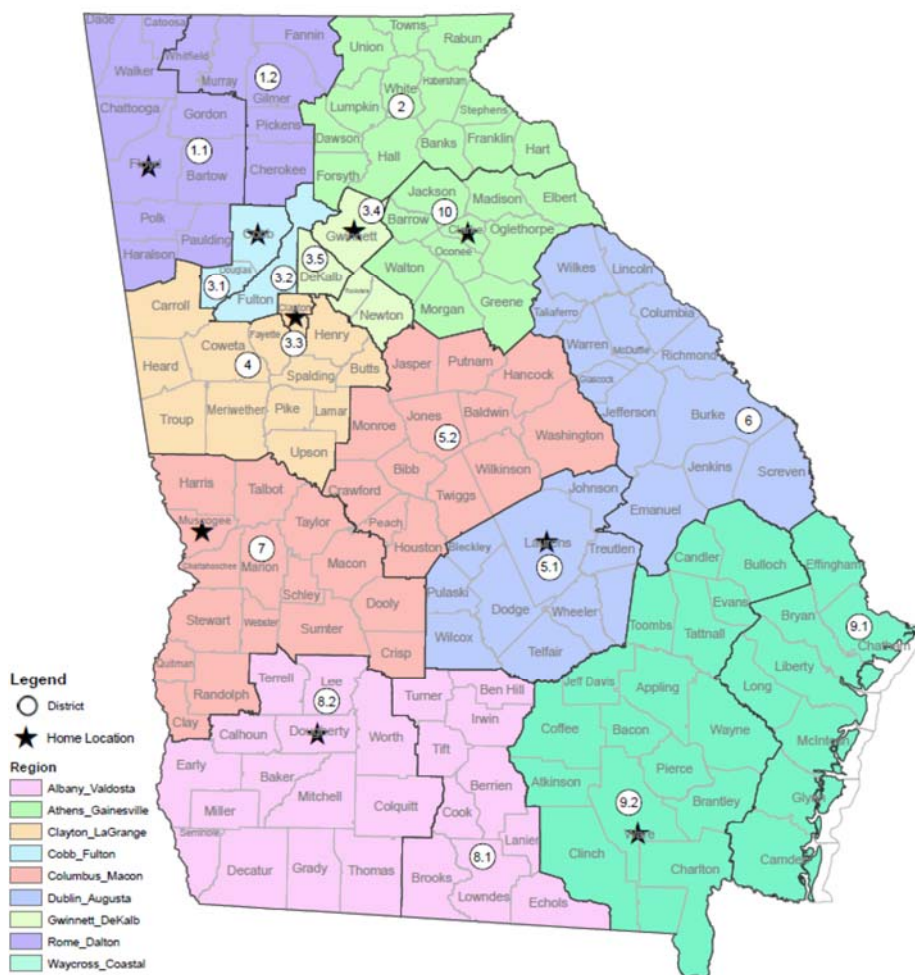 Dade
Catoosa
Fannin
Towns
Rabun
Union
Whitfield
Walker
Murray
1.2
White
Habersham
Chattooga
Gilmer
2
Gordon
Lumpkin
Stephens
Pickens
Dawson
Banks
Franklin
Hart
1.1
Hall
Floyd
Bartow
Cherokee
Forsyth
Jackson
Madison
Elbert
3.4
10
Polk
Barrow
Cobb
Gwinnett
Clarke
Oglethorpe
Paulding
Oconee
Haralson
3.5
Douglas
3.2
DeKalb
Walton
Wilkes
Lincoln
3.1
Fulton
Rockdale
Greene
Carroll
Clayton
Newton
Morgan
Taliaferro
Columbia
Fayette
Henry
3.3
Coweta
Jasper
Putnam
Warren
McDuffie
Richmond
Heard
4
Butts
Hancock
Spalding
Glascock
Troup
Meriwether
Pike
Lamar
Jones
Baldwin
Jefferson
Burke
6
Monroe
5.2
Washington
Upson
Bibb
Wilkinson
Jenkins
Screven
Harris
Talbot
Crawford
Twiggs
Johnson
Emanuel
Muscogee
Taylor
Peach
Houston
Bleckley
Laurens
Treutlen
Candler
Bulloch
Effingham
7
Marion
Macon
5.1
Chattahoochee
Schley
Dooly
Pulaski
Dodge
Wheeler
Evans
Bryan
9.1
Stewart
Webster
Toombs
Tattnall
Chatham
Sumter
Wilcox
Telfair
Crisp
Liberty
Quitman
Lee
Jeff Davis
Appling
Long
Randolph
Terrell
8.2
Turner
Ben Hill
Clay
Irwin
Coffee
Bacon
Wayne
McIntosh
Calhoun
Dougherty
Worth
Tift
Early
Baker
Berrien
Atkinson
Pierce
Mitchell
Brantley
Glynn
Miller
Colquitt
Cook
9.2
Seminole
Lanier
Ware
8.1
Clinch
Camden
Decatur
Grady
Thomas
Brooks
Charlton
Lowndes
Echols
Legend
District
Home Location
Region
Albany_Valdosta
Athens_Gainesville
Clayton_LaGrange
Cobb_Fulton
Columbus_Macon
Dublin_Augusta
Gwinnett_DeKalb
Rome_Dalton
Waycross_Coastal